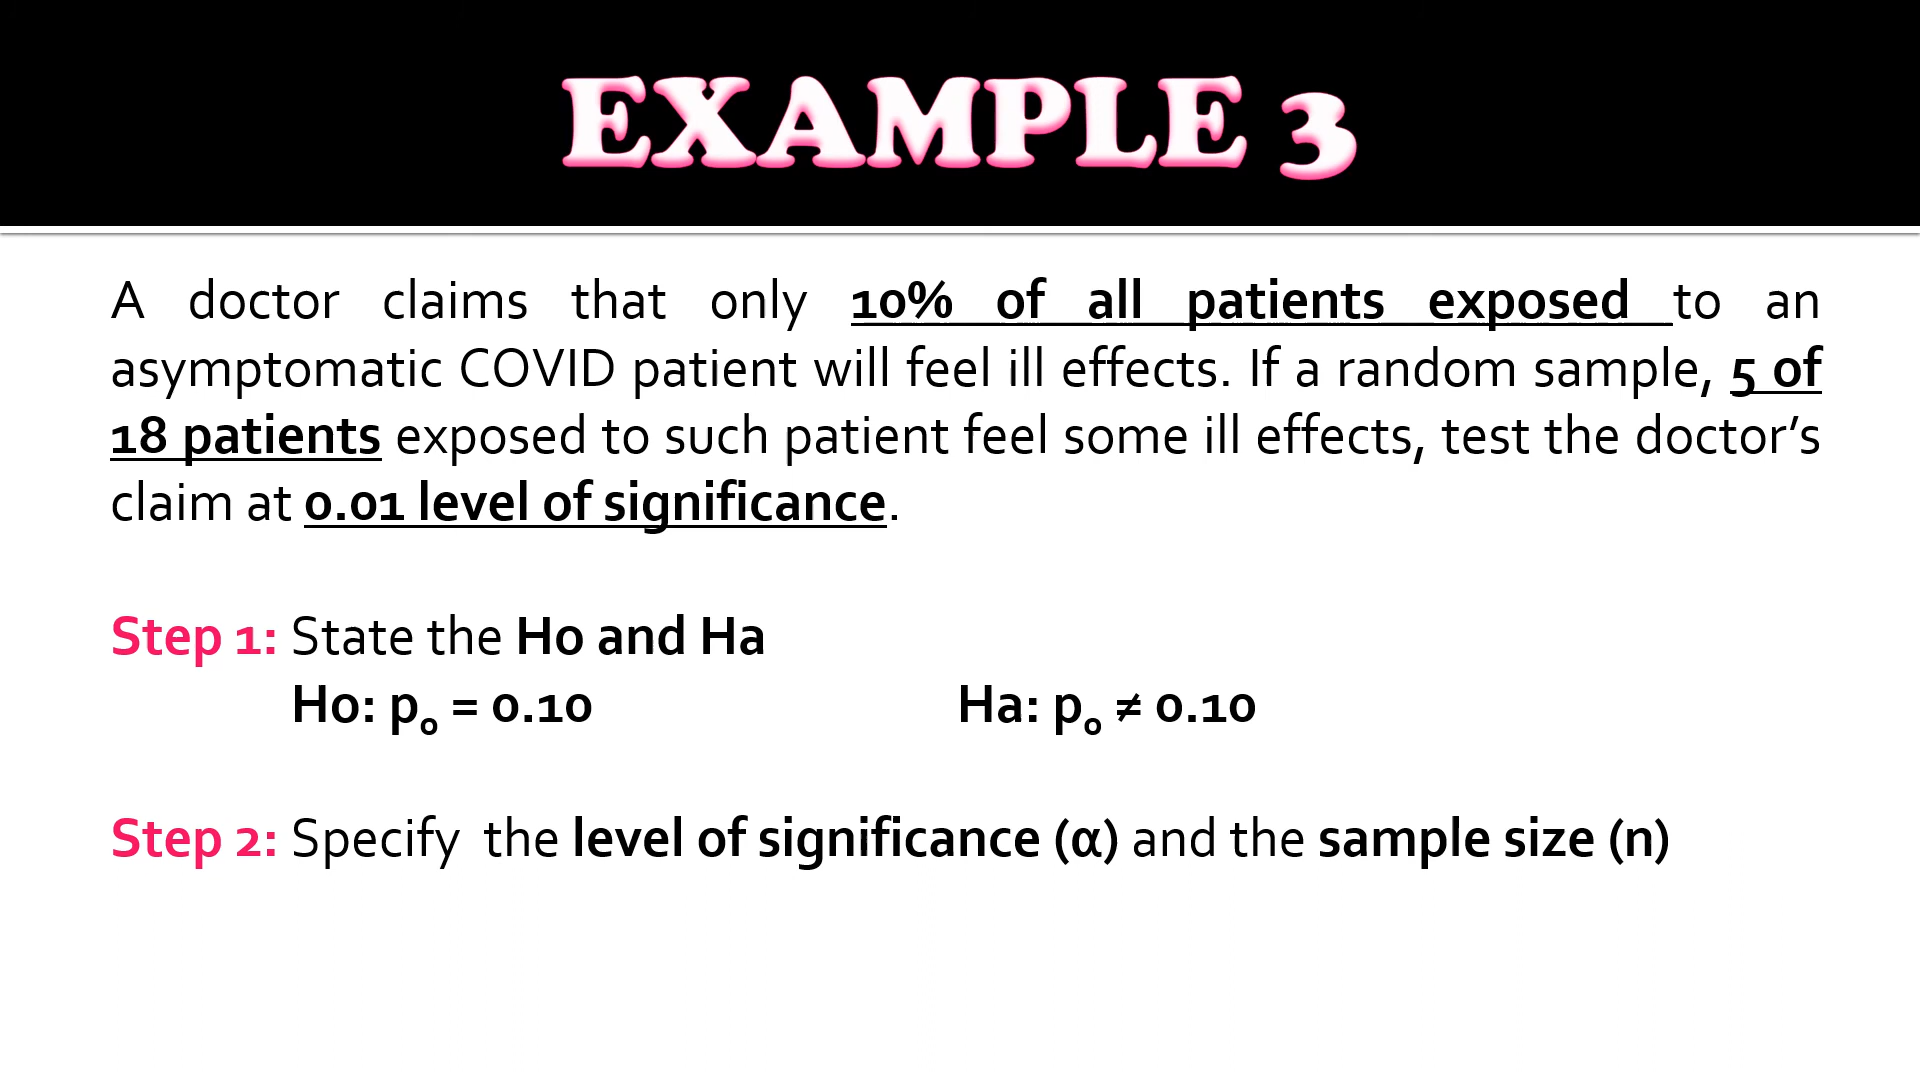 EXAMPLE 3
A doctor claims that only 10% of all patients exposed to an
asymptomatic COVID patient will feel ill effects. If a random sample, 5 of
18 patients exposed to such patient feel some ill effects, test the doctor’s
claim at 0.01 level of significance.
Step 1: State the Ho and Ha
Ho: p₀ = 0.10 Ha: p₀ ≠ 0.10
Step 2: Specify the level of significance (α) and the sample size (n)